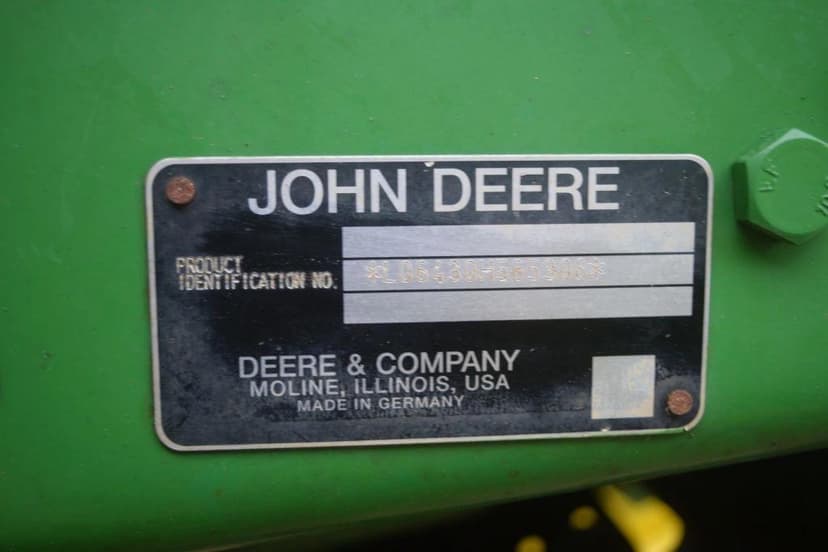 JOHN DEERE
PRODUCT
IDENTIFICATION NO.
DEERE & COMPANY
MOLINE, ILLINOIS, USA
MADE IN GERMANY